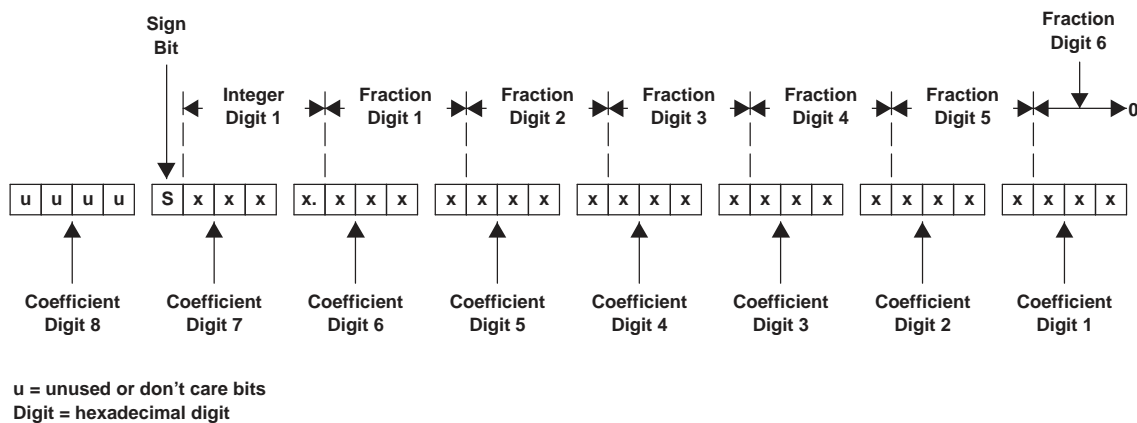 Sign
Bit
Fraction
Digit 6
Integer
Digit 1
Fraction
Digit 1
Fraction
Digit 2
Fraction
Digit 3
Fraction
Digit 4
Fraction
Digit 5
0
u u u u S x x x x. x x x x x x x x x x x x x x x x x x x x x x x
Coefficient
Digit 8
Coefficient
Digit 7
Coefficient
Digit 6
Coefficient
Digit 5
Coefficient
Digit 4
Coefficient
Digit 3
Coefficient
Digit 2
Coefficient
Digit 1
u = unused or don’t care bits
Digit = hexadecimal digit